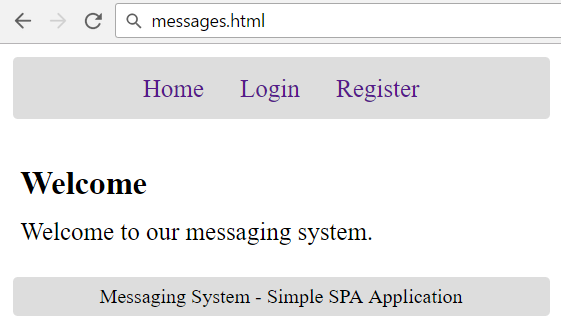 messages.html
Home Login Register
Welcome
Welcome to our messaging system.
Messaging System - Simple SPA Application